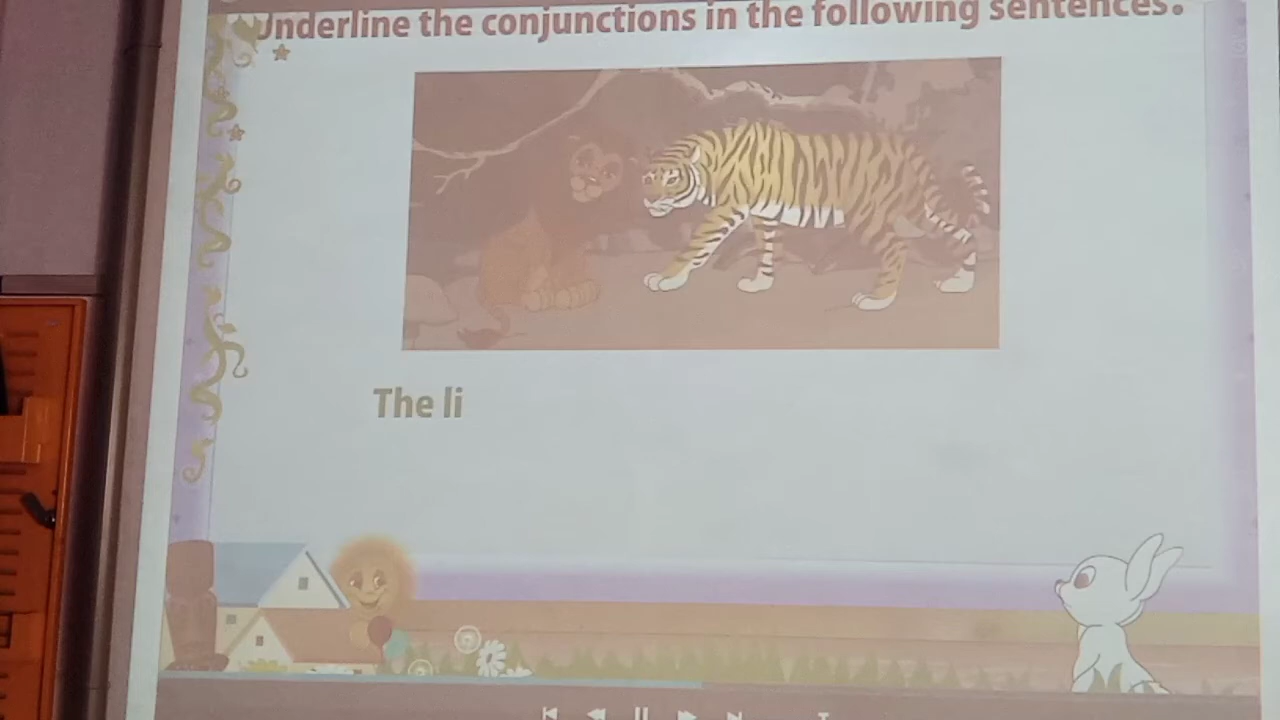 Underline the conjunctions in the following sentences.
The li